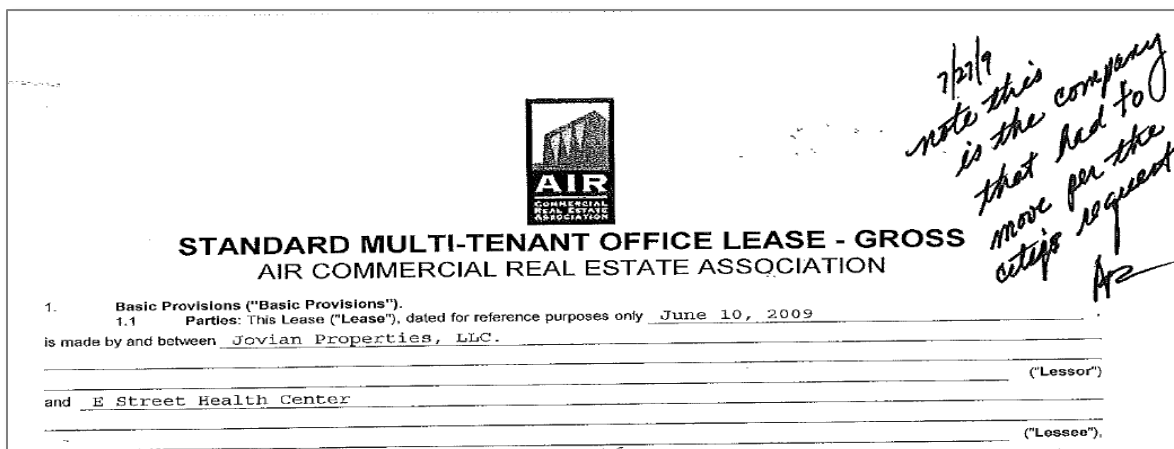 7/27/9
note this
is the company
that had to
move per the
city's request
AIR
COMMERCIAL
REAL ESTATE
ASSOCIATION
STANDARD MULTI-TENANT OFFICE LEASE - GROSS
AIR COMMERCIAL REAL ESTATE ASSOCIATION
1. Basic Provisions ("Basic Provisions").
1.1 Parties: This Lease ("Lease"), dated for reference purposes only June 10, 2009
is made by and between Jovian Properties, LLC.
("Lessor")
and E Street Health Center
("Lessee"),